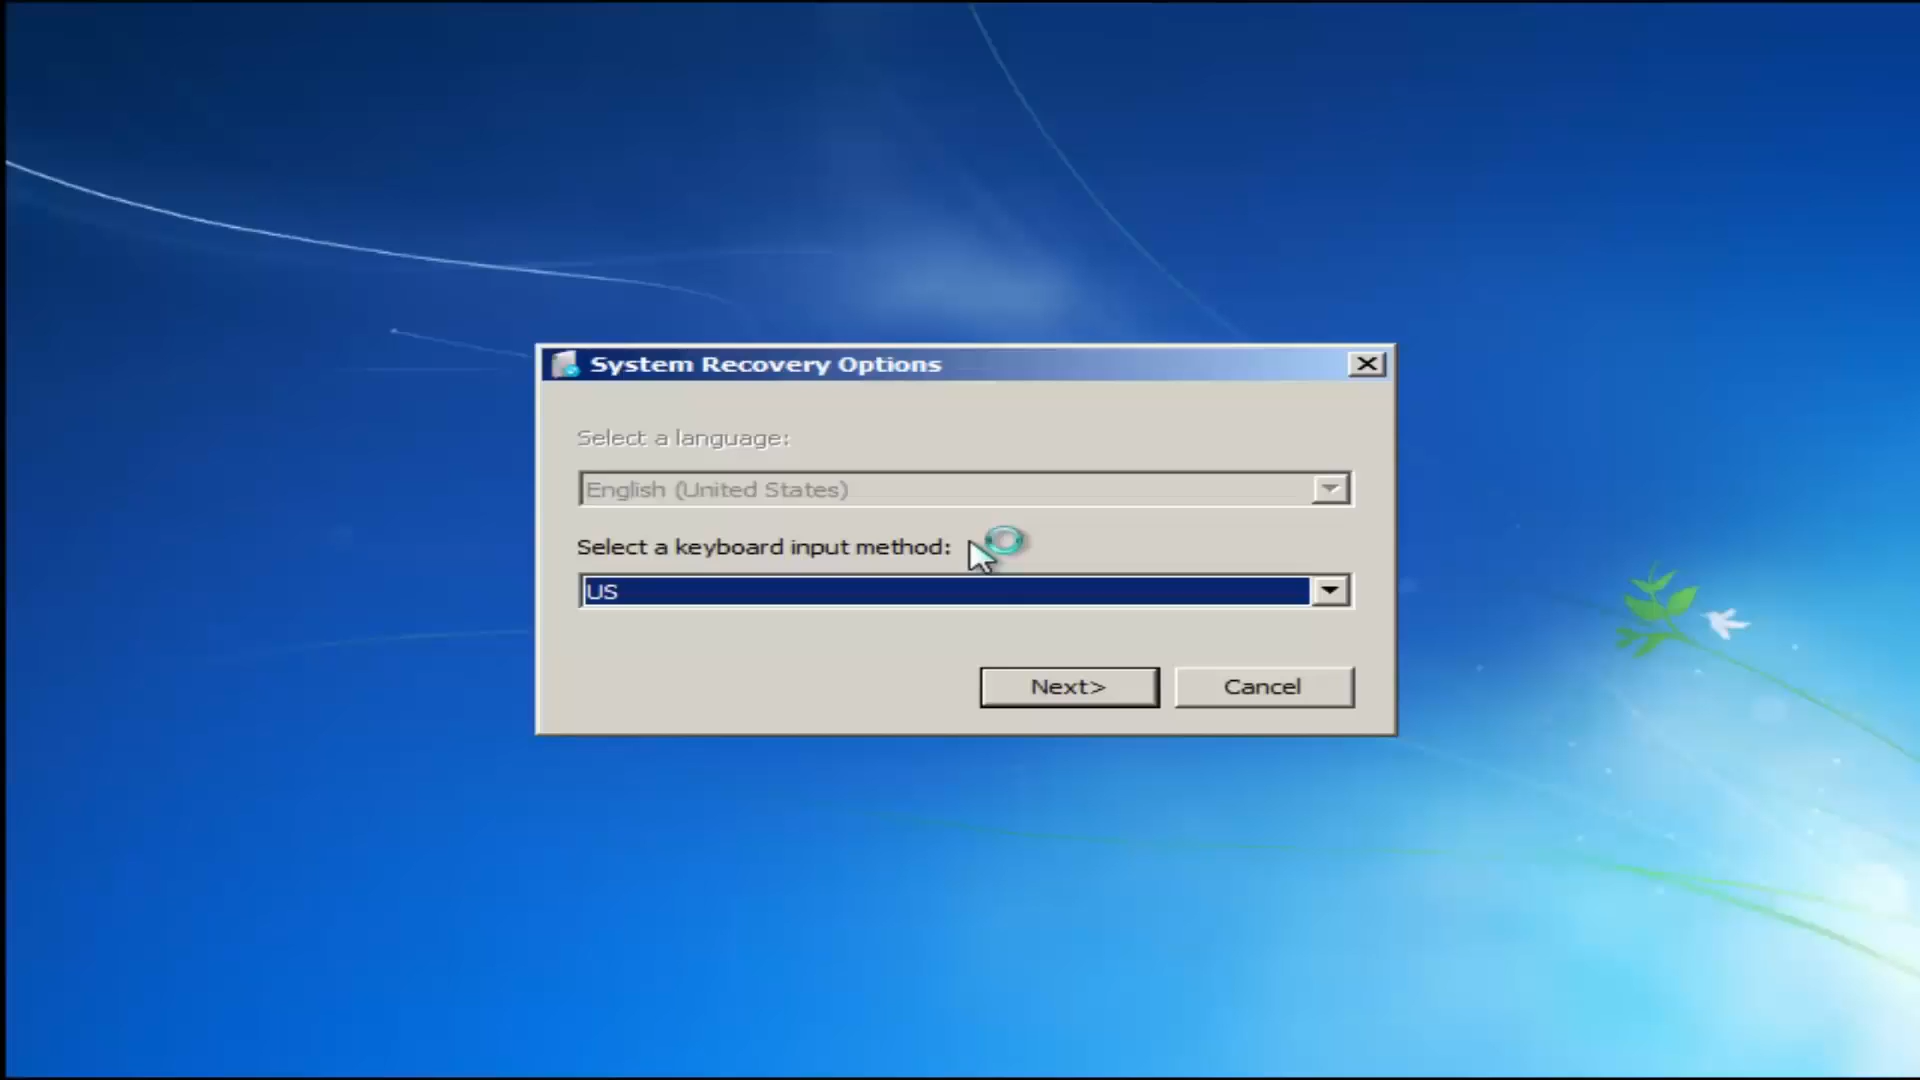 System Recovery Options
Select a language:
English (United States)
Select a keyboard input method:
US
Next>
Cancel